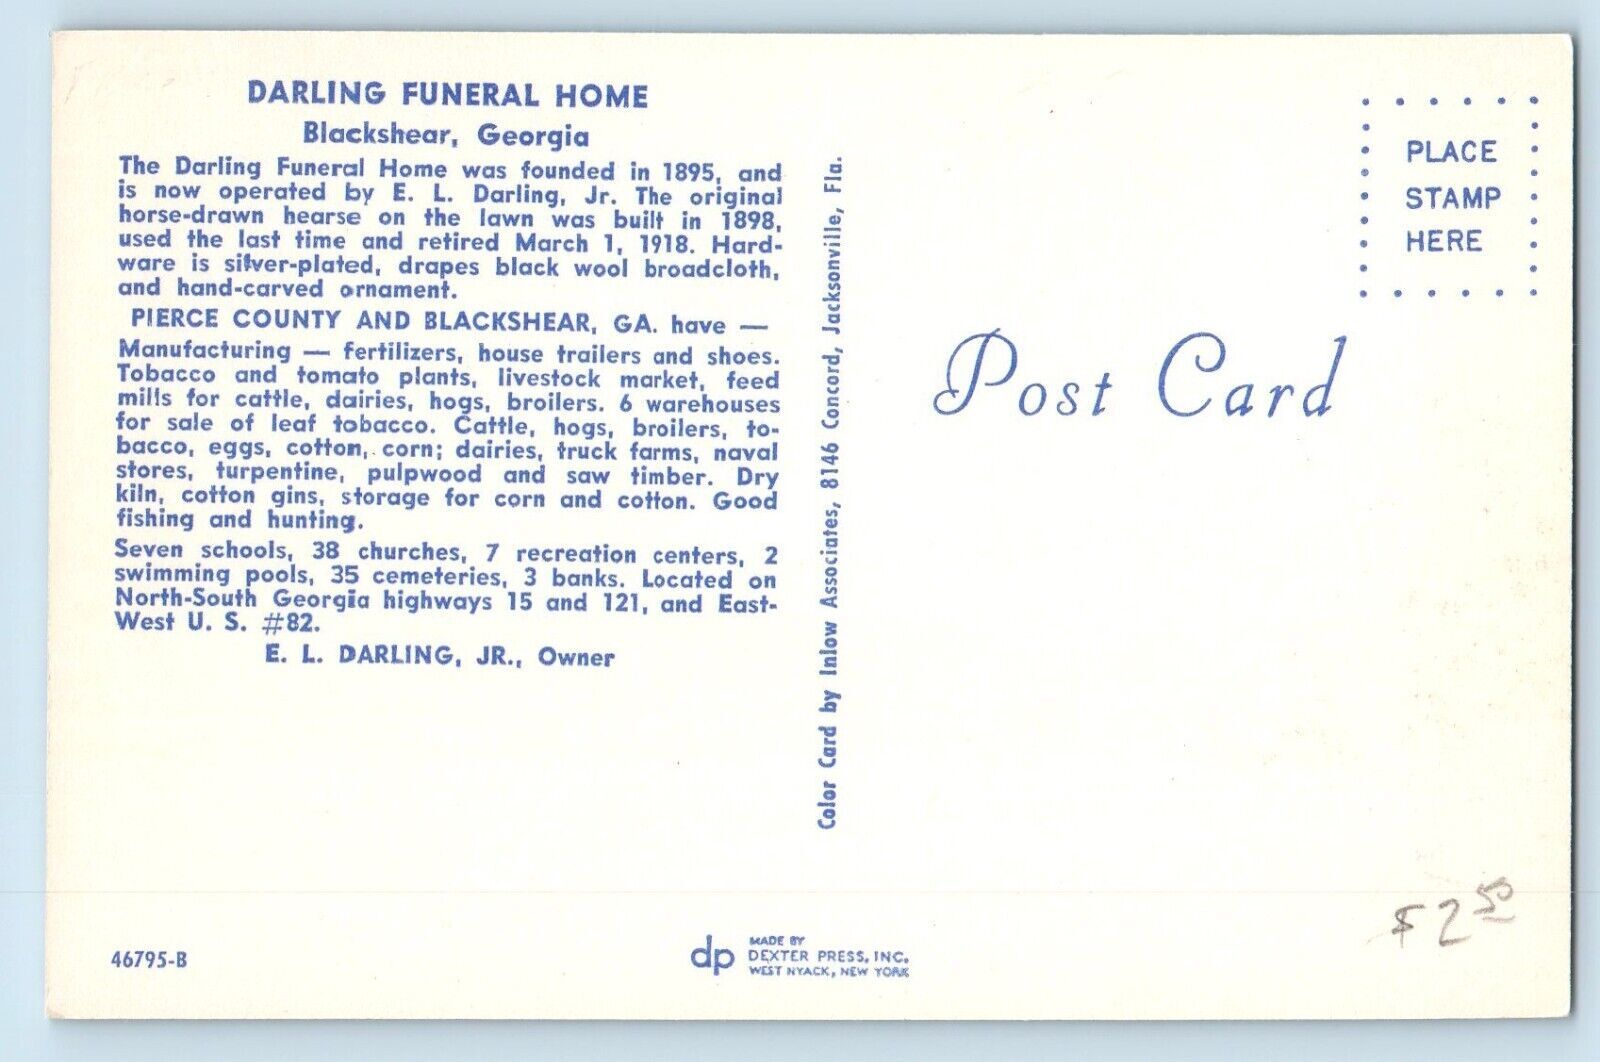 DARLING FUNERAL HOME
Blackshear, Georgia
The Darling Funeral Home was founded in 1895, and
is now operated by E. L. Darling, Jr. The original
horse-drawn hearse on the lawn was built in 1898,
used the last time and retired March 1, 1918. Hard-
ware is silver-plated, drapes black wool broadcloth,
and hand-carved ornament.
PIERCE COUNTY AND BLACKSHEAR, GA. have —
Manufacturing — fertilizers, house trailers and shoes.
Tobacco and tomato plants, livestock market, feed
mills for cattle, dairies, hogs, broilers. 6 warehouses
for sale of leaf tobacco. Cattle, hogs, broilers, to-
bacco, eggs, cotton, corn; dairies, truck farms, naval
stores, turpentine, pulpwood and saw timber. Dry
kiln, cotton gins, storage for corn and cotton. Good
fishing and hunting.
Seven schools, 38 churches, 7 recreation centers, 2
swimming pools, 35 cemeteries, 3 banks. Located on
North-South Georgia highways 15 and 121, and East-
West U. S. #82.
E. L. DARLING, JR., Owner
46795-B
Color Card by Inlow Associates, 8146 Concord, Jacksonville, Fla.
dp
MADE BY
DEXTER PRESS, INC.
WEST NYACK, NEW YORK
PLACE
STAMP
HERE
Post Card
$2.50